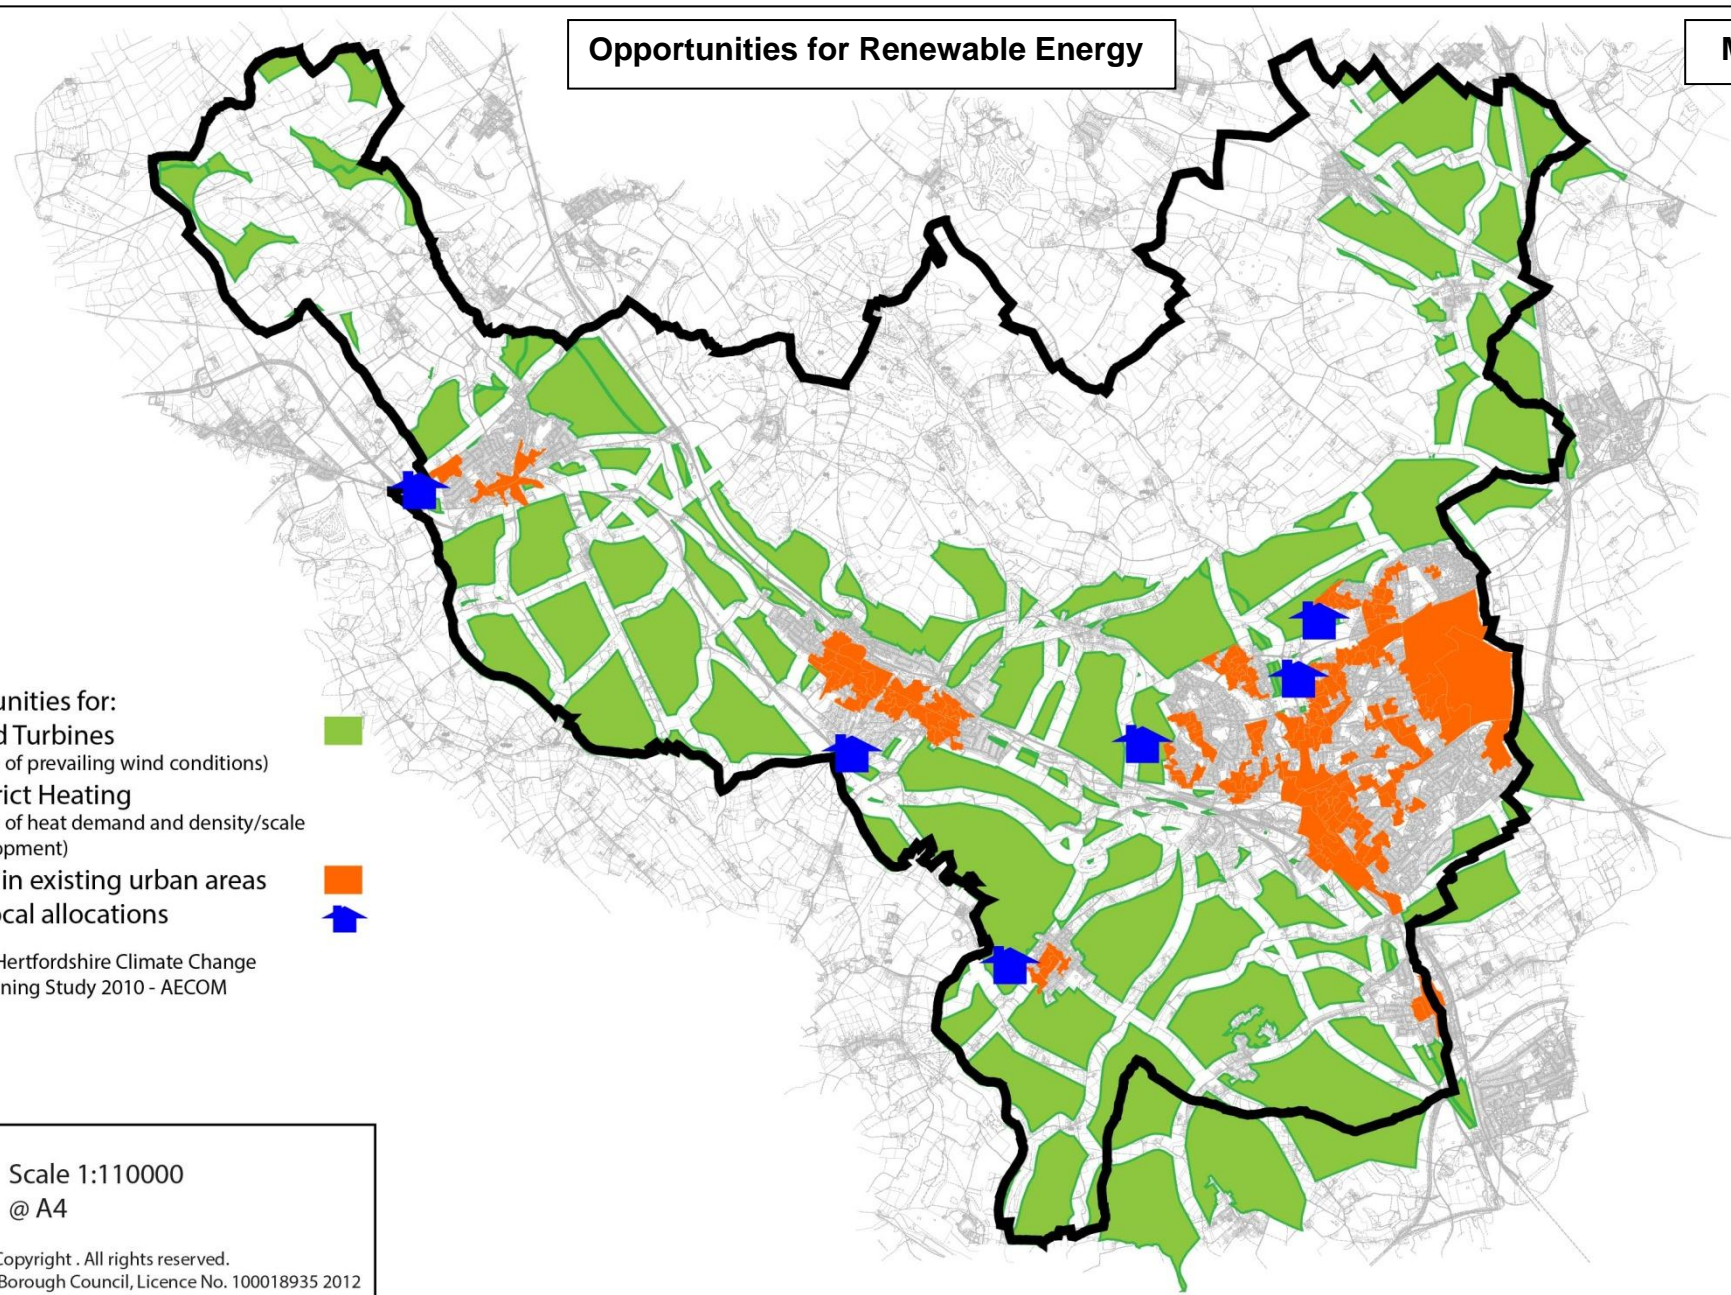 Opportunities for Renewable Energy
M
unities for:
d Turbines
of prevailing wind conditions)
rict Heating
of heat demand and density/scale
opment)
in existing urban areas
ocal allocations
Hertfordshire Climate Change
ning Study 2010 - AECOM
Scale 1:110000
@ A4
Copyright . All rights reserved.
Borough Council, Licence No. 100018935 2012